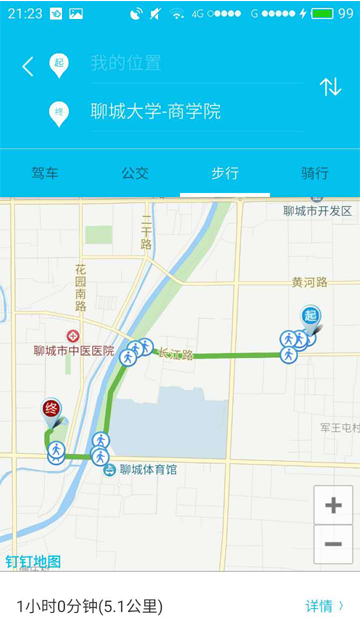 21:23
4G
G
99
起
我的位置
终
聊城大学-商学院
驾车
公交
步行
骑行
聊城市开发区
二干路
花园南路
黄河路
起
聊城市中医医院
长江路
终
军王屯村
聊城体育馆
+
−
钉钉地图
1小时0分钟(5.1公里)
详情